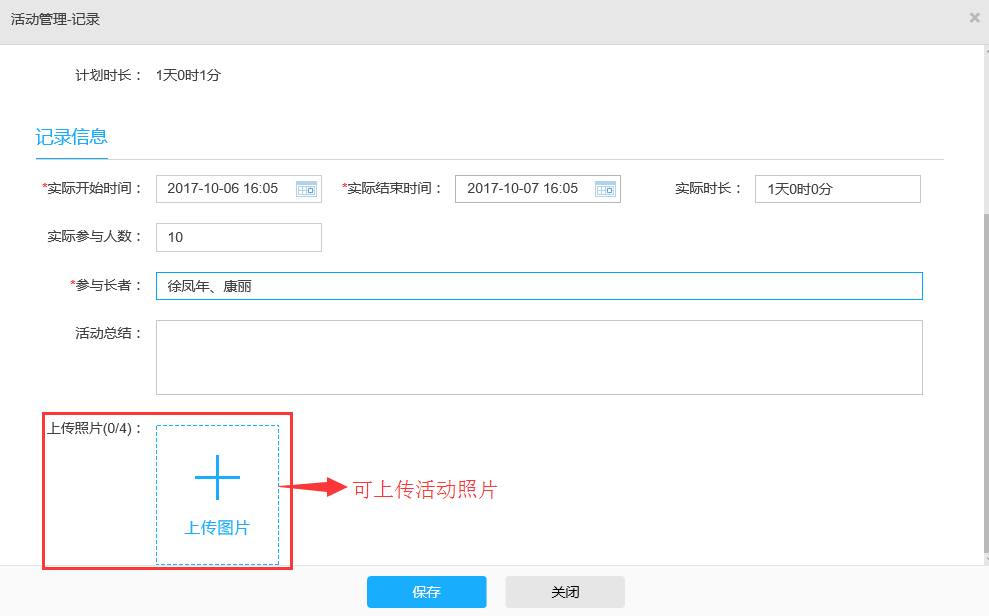 活动管理-记录
计划时长： 1天0时1分
记录信息
*实际开始时间： 2017-10-06 16:05 *实际结束时间： 2017-10-07 16:05 实际时长： 1天0时0分
实际参与人数： 10
*参与长者： 徐凤年、康丽
活动总结：
上传照片(0/4)：
上传图片
可上传活动照片
保存 关闭